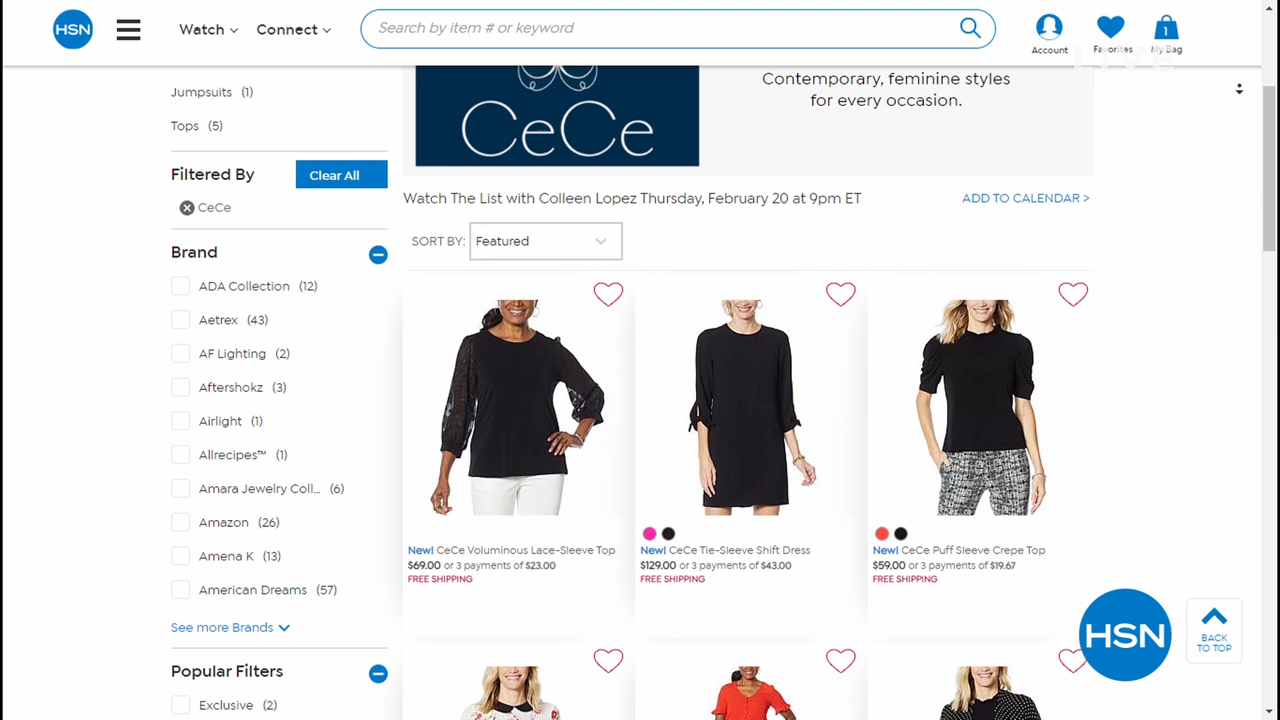 HSN
Watch
Connect
Search by item # or keyword
Account
Favorites
1
My Bag
LIVE
Jumpsuits (1)
Tops (5)
Filtered By
Clear All
CeCe
Brand
ADA Collection (12)
Aetrex (43)
AF Lighting (2)
Aftershokz (3)
Airlight (1)
Allrecipes™ (1)
Amara Jewelry Coll... (6)
Amazon (26)
Amena K (13)
American Dreams (57)
See more Brands
Popular Filters
Exclusive (2)
CeCe
Contemporary, feminine styles
for every occasion.
Watch The List with Colleen Lopez Thursday, February 20 at 9pm ET
ADD TO CALENDAR >
SORT BY: Featured
New! CeCe Voluminous Lace-Sleeve Top
$69.00 or 3 payments of $23.00
FREE SHIPPING
New! CeCe Tie-Sleeve Shift Dress
$129.00 or 3 payments of $43.00
FREE SHIPPING
New! CeCe Puff Sleeve Crepe Top
$59.00 or 3 payments of $19.67
FREE SHIPPING
HSN
BACK
TO TOP